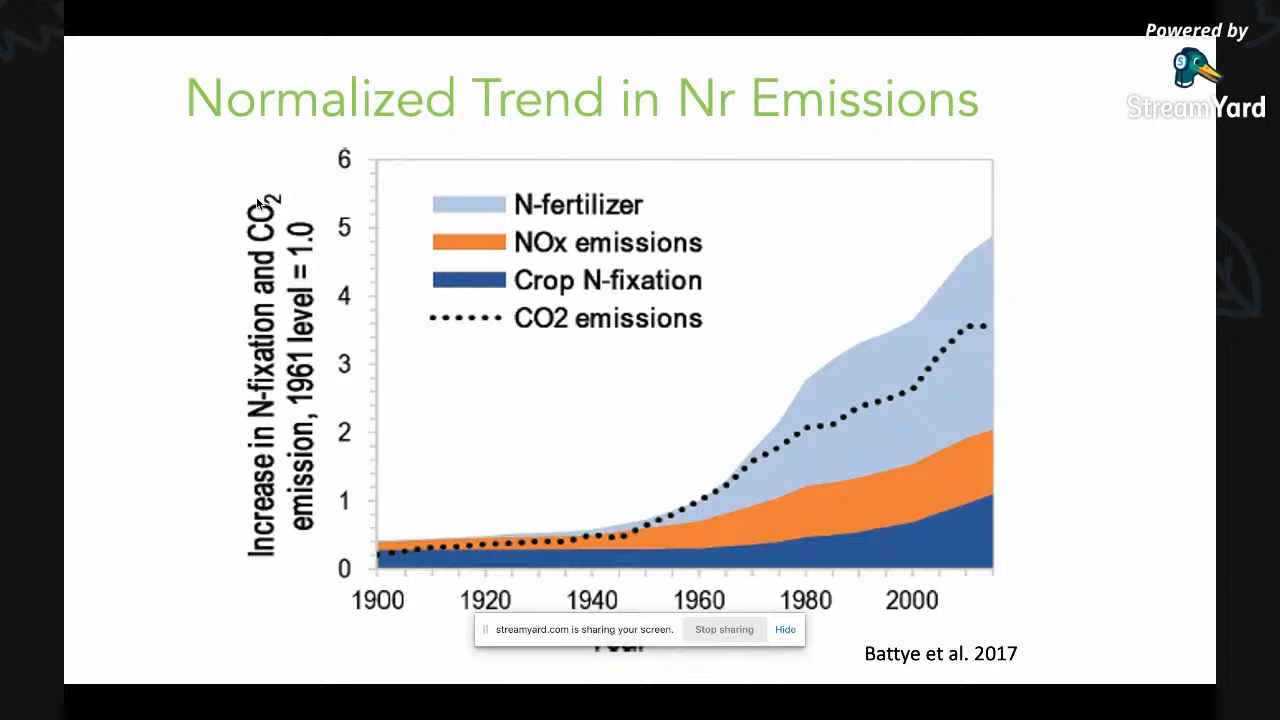 Powered by
StreamYard
Normalized Trend in Nr Emissions
Increase in N-fixation and CO2
emission, 1961 level = 1.0
6
5
4
3
2
1
0
N-fertilizer
NOx emissions
Crop N-fixation
CO2 emissions
1900 1920 1940 1960 1980 2000
streamyard.com is sharing your screen. Stop sharing Hide
Battye et al. 2017